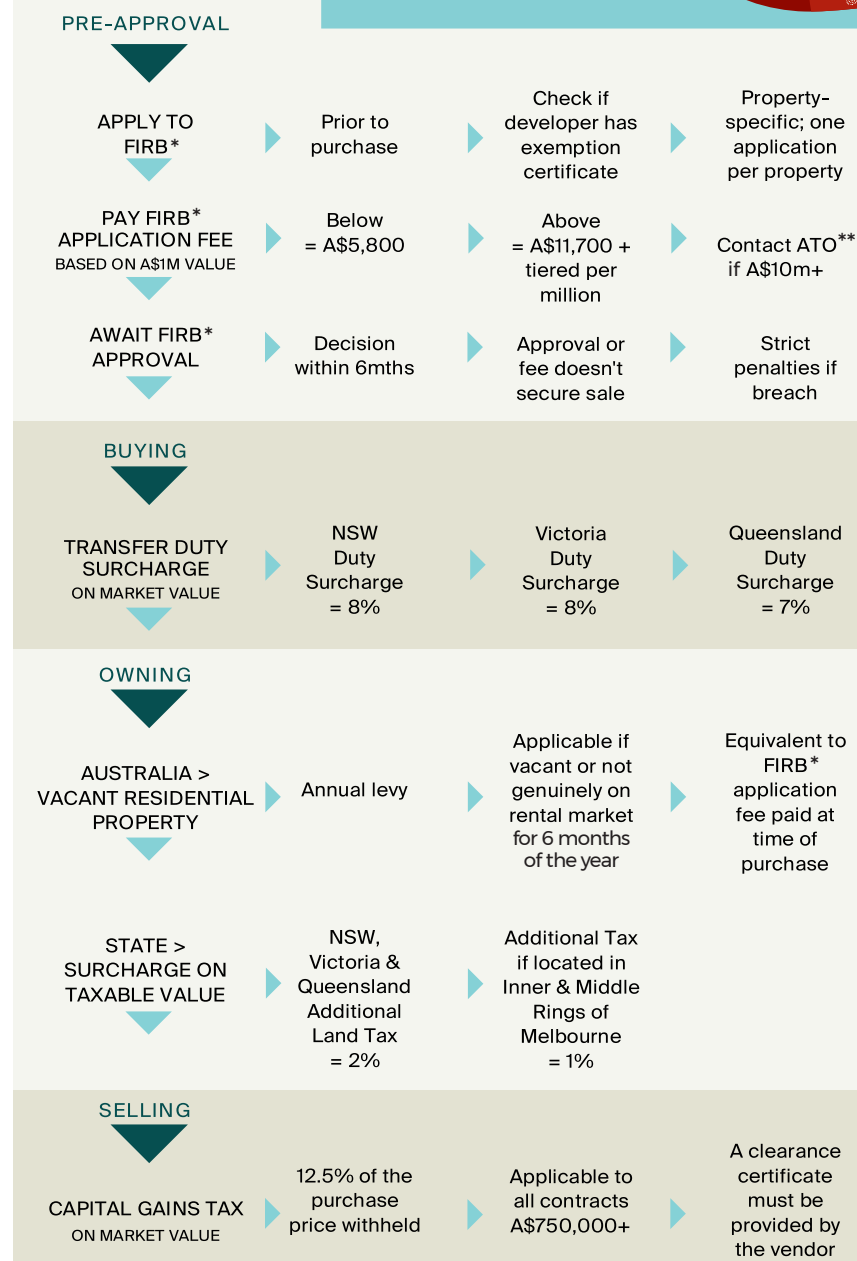 PRE-APPROVAL
APPLY TO
FIRB*
Prior to
purchase
Check if
developer has
exemption
certificate
Property-
specific; one
application
per property
PAY FIRB*
APPLICATION FEE
BASED ON A$1M VALUE
Below
= A$5,800
Above
= A$11,700 +
tiered per
million
Contact ATO**
if A$10m+
AWAIT FIRB*
APPROVAL
Decision
within 6mths
Approval or
fee doesn't
secure sale
Strict
penalties if
breach
BUYING
TRANSFER DUTY
SURCHARGE
ON MARKET VALUE
NSW
Duty
Surcharge
= 8%
Victoria
Duty
Surcharge
= 8%
Queensland
Duty
Surcharge
= 7%
OWNING
AUSTRALIA >
VACANT RESIDENTIAL
PROPERTY
Annual levy
Applicable if
vacant or not
genuinely on
rental market
for 6 months
of the year
Equivalent to
FIRB*
application
fee paid at
time of
purchase
STATE >
SURCHARGE ON
TAXABLE VALUE
NSW,
Victoria &
Queensland
Additional
Land Tax
= 2%
Additional Tax
if located in
Inner & Middle
Rings of
Melbourne
= 1%
SELLING
CAPITAL GAINS TAX
ON MARKET VALUE
12.5% of the
purchase
price withheld
Applicable to
all contracts
A$750,000+
A clearance
certificate
must be
provided by
the vendor